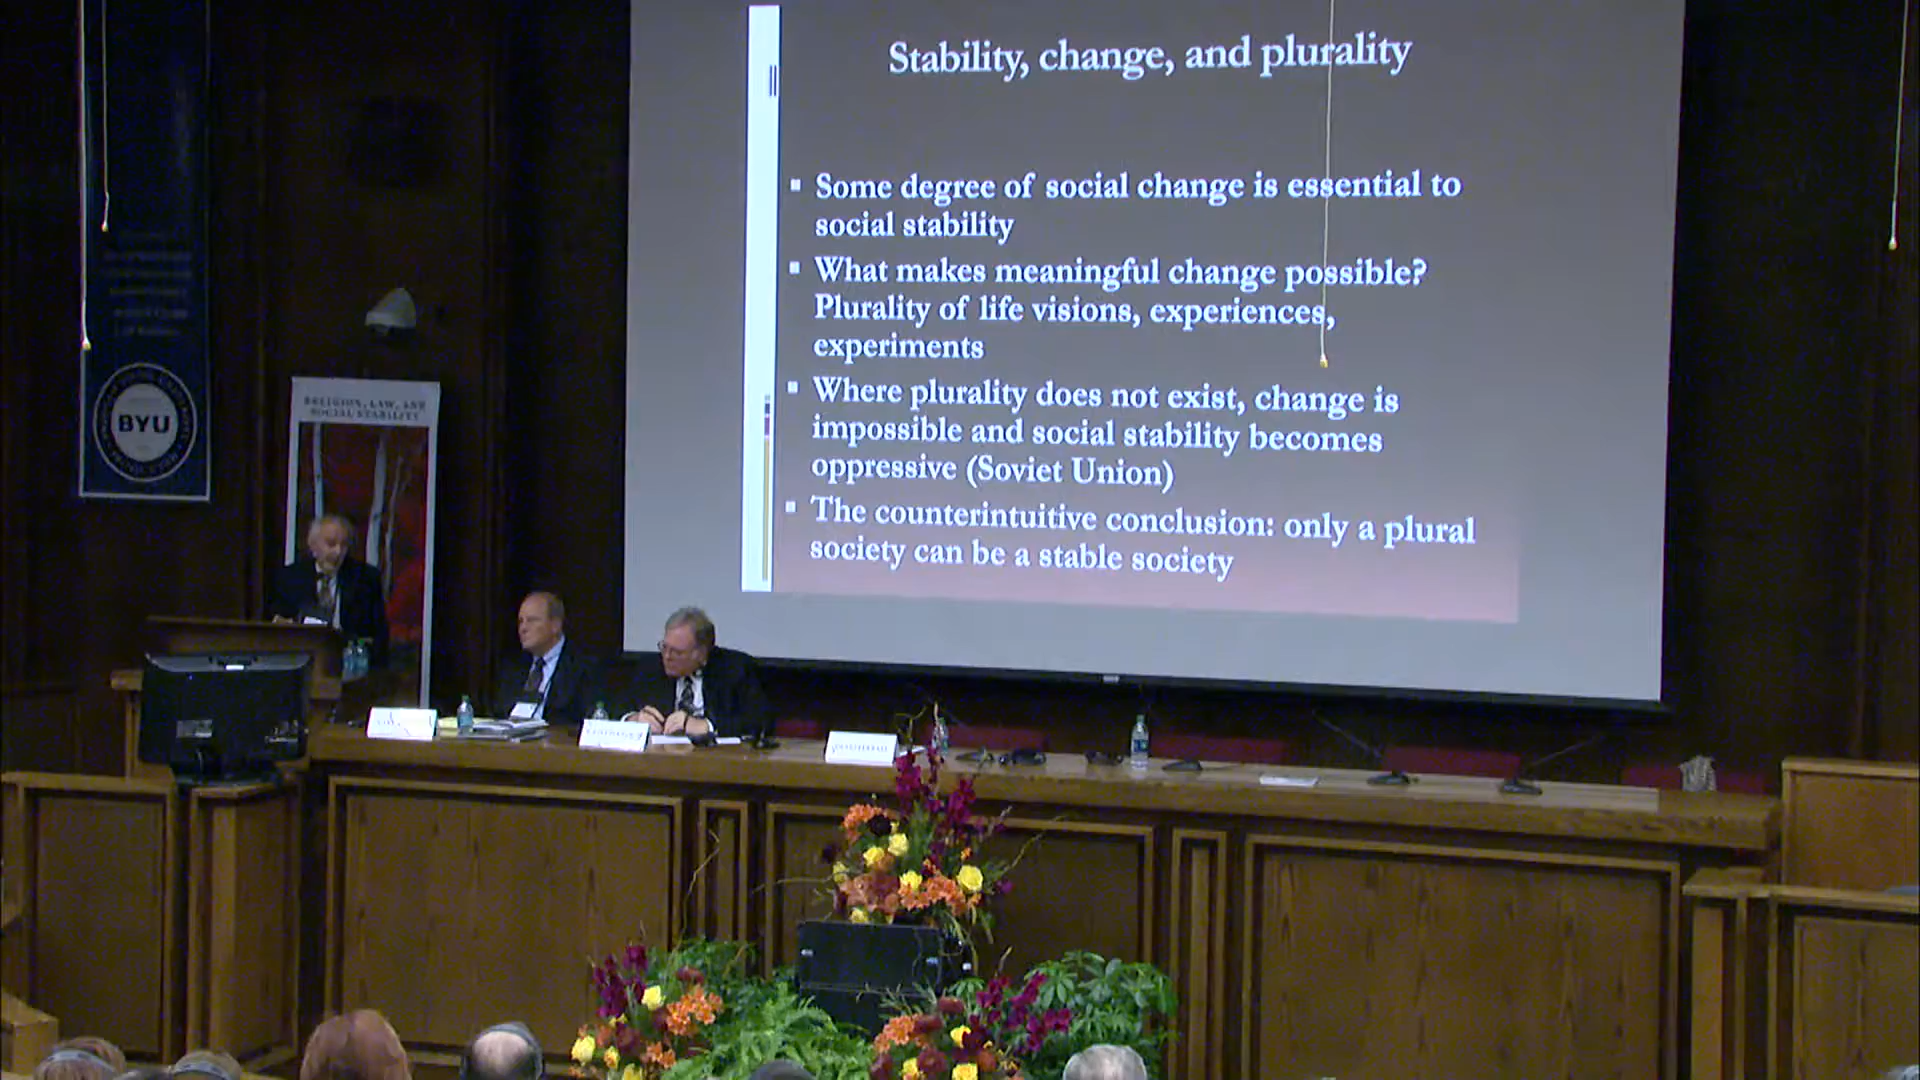 Stability, change, and plurality
▪ Some degree of social change is essential to
social stability
▪ What makes meaningful change possible?
Plurality of life visions, experiences,
experiments
▪ Where plurality does not exist, change is
impossible and social stability becomes
oppressive (Soviet Union)
▪ The counterintuitive conclusion: only a plural
society can be a stable society
RELIGION, LAW, AND
SOCIAL STABILITY
BYU